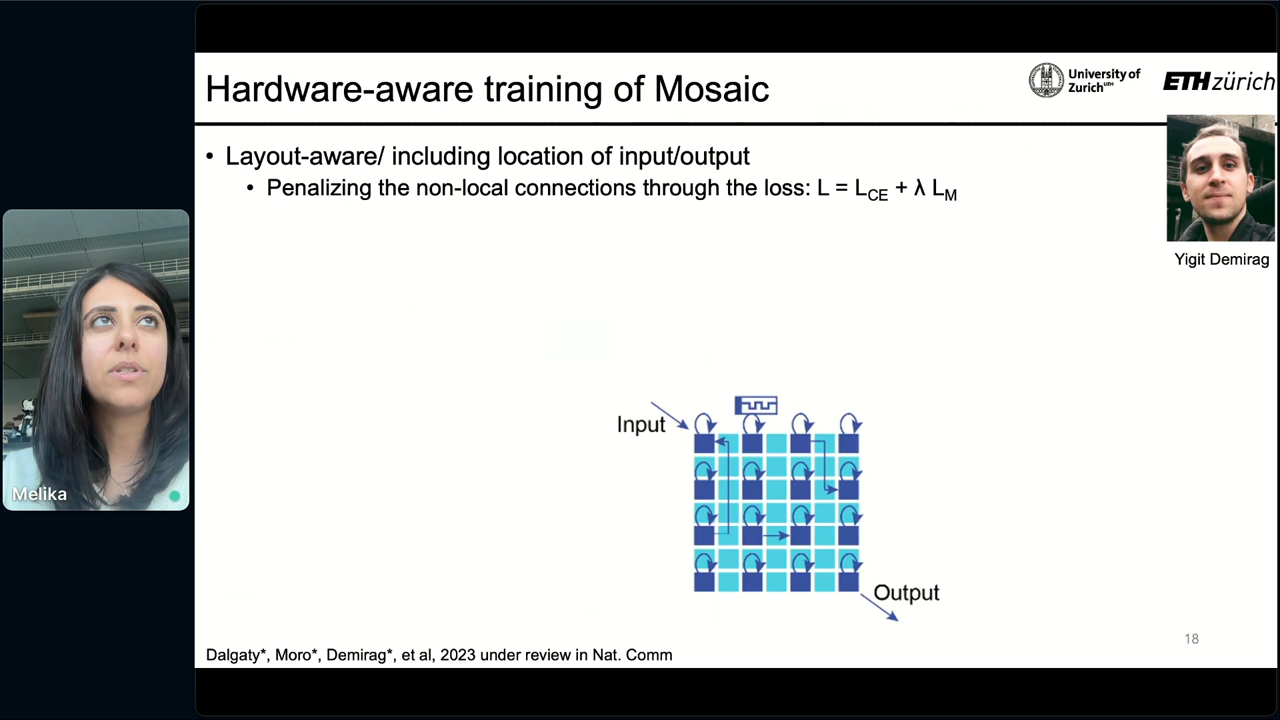 Hardware-aware training of Mosaic
University of
Zurich UZH
ETH zürich
• Layout-aware/ including location of input/output
• Penalizing the non-local connections through the loss: L = L_CE + λ L_M
Yigit Demirag
Input
Melika
Output
18
Dalgaty*, Moro*, Demirag*, et al, 2023 under review in Nat. Comm